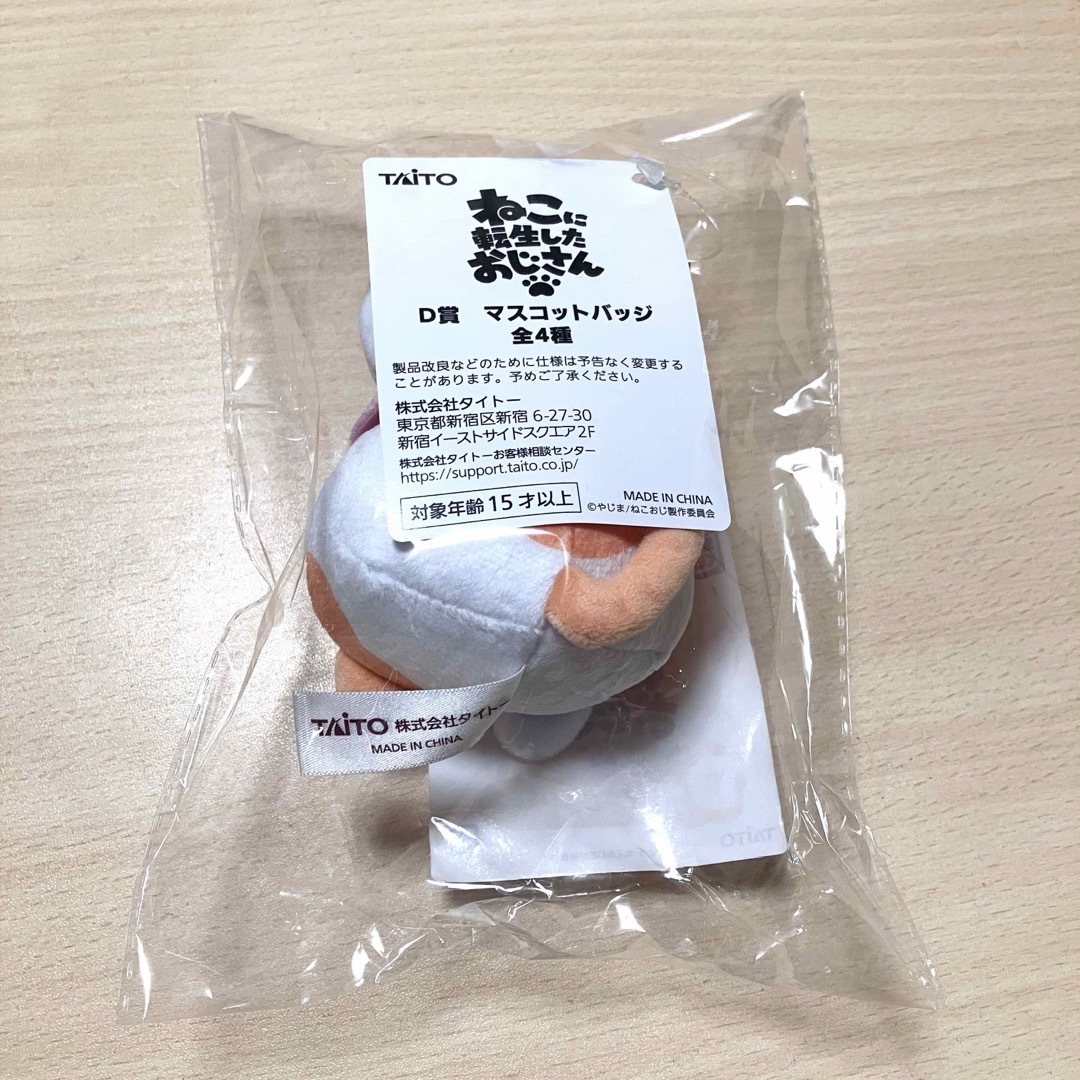 TAITO
ねこに
転生した
おじさん
D賞 マスコットバッジ
全4種
製品改良などのために仕様は予告なく変更する
ことがあります。予めご了承ください。
株式会社タイトー
東京都新宿区新宿 6-27-30
新宿イーストサイドスクエア2F
株式会社タイトーお客様相談センター
https://support.taito.co.jp/
対象年齢15才以上
MADE IN CHINA
©やじま/ねこおじ製作委員会
TAITO 株式会社タイトー
MADE IN CHINA
TAITO